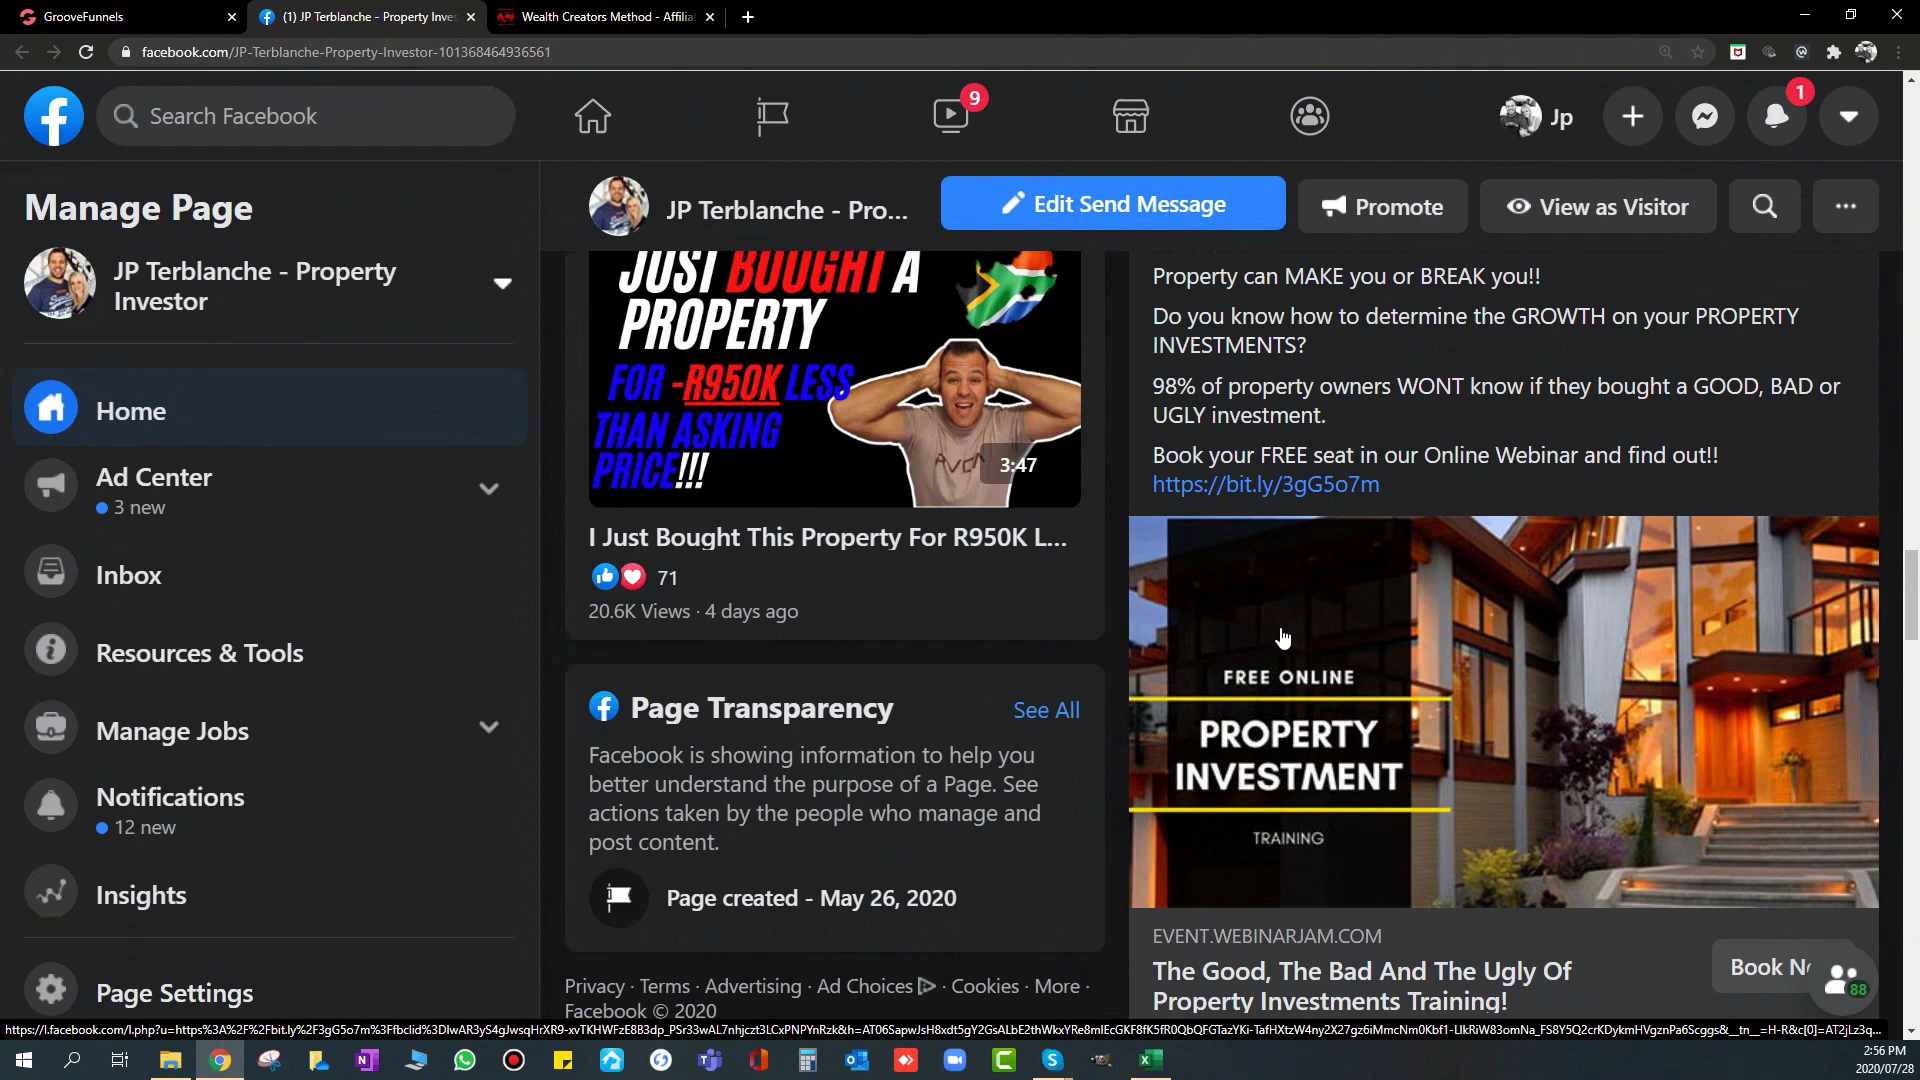 GrooveFunnels
(1) JP Terblanche - Property Inves
Wealth Creators Method - Affilia
facebook.com/JP-Terblanche-Property-Investor-101368464936561
Search Facebook
9
Jp
1
Manage Page
JP Terblanche - Property
Investor
Home
Ad Center
3 new
Inbox
Resources & Tools
Manage Jobs
Notifications
12 new
Insights
Page Settings
JP Terblanche - Pro...
Edit Send Message
Promote
View as Visitor
JUST BOUGHT A
PROPERTY
FOR -R950K LESS
THAN ASKING
PRICE!!!
3:47
I Just Bought This Property For R950K L...
71
20.6K Views · 4 days ago
Page Transparency
See All
Facebook is showing information to help you
better understand the purpose of a Page. See
actions taken by the people who manage and
post content.
Page created - May 26, 2020
Privacy · Terms · Advertising · Ad Choices · Cookies · More ·
Facebook © 2020
Property can MAKE you or BREAK you!!
Do you know how to determine the GROWTH on your PROPERTY
INVESTMENTS?
98% of property owners WONT know if they bought a GOOD, BAD or
UGLY investment.
Book your FREE seat in our Online Webinar and find out!!
https://bit.ly/3gG5o7m
FREE ONLINE
PROPERTY
INVESTMENT
TRAINING
EVENT.WEBINARJAM.COM
The Good, The Bad And The Ugly Of
Property Investments Training!
Book N
88
2:56 PM
2020/07/28